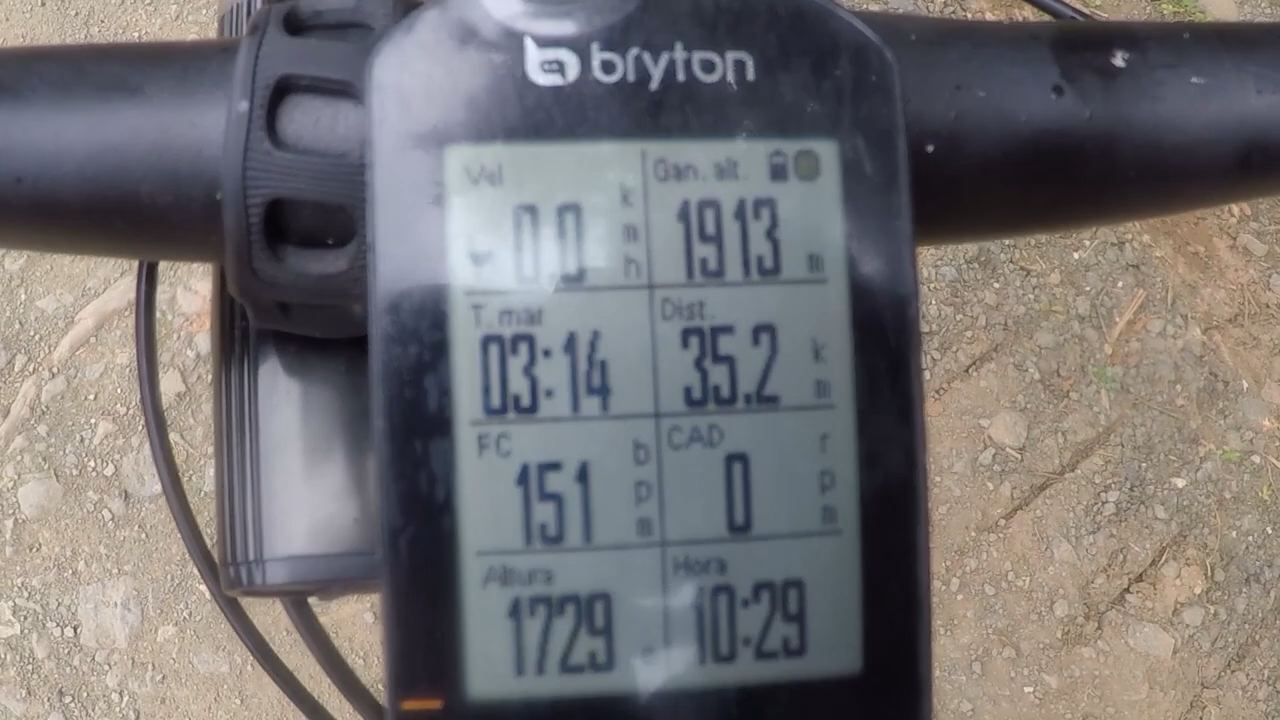 bryton
Vel
0.0 km h
Gan. alt.
1913 m
T. mar
03:14
Dist.
35.2 km
FC
151 bpm
CAD
0 rpm
Altura
1729
Hora
10:29